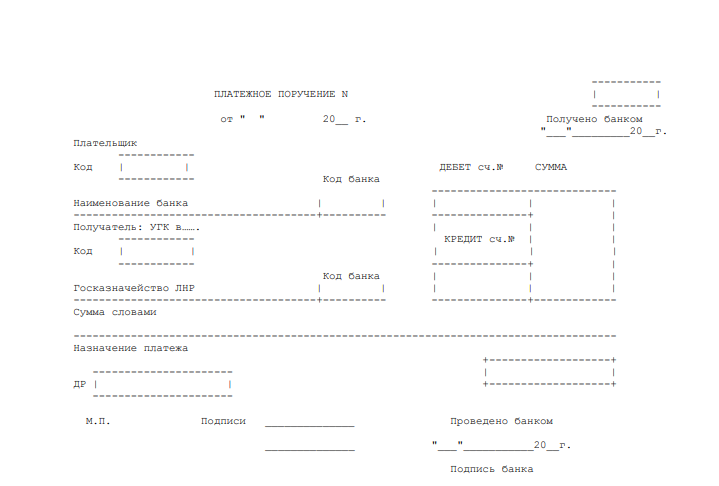 ПЛАТЕЖНОЕ ПОРУЧЕНИЕ N
от " " 20__ г.
Получено банком
"___"_________20__г.
Плательщик
Код
ДЕБЕТ сч.№ СУММА
Код банка
Наименование банка
Получатель: УГК в…….
КРЕДИТ сч.№
Код
Код банка
Госказначейство ЛНР
Сумма словами
Назначение платежа
ДР
М.П. Подписи ______________ Проведено банком
______________ "___"___________20__г.
Подпись банка